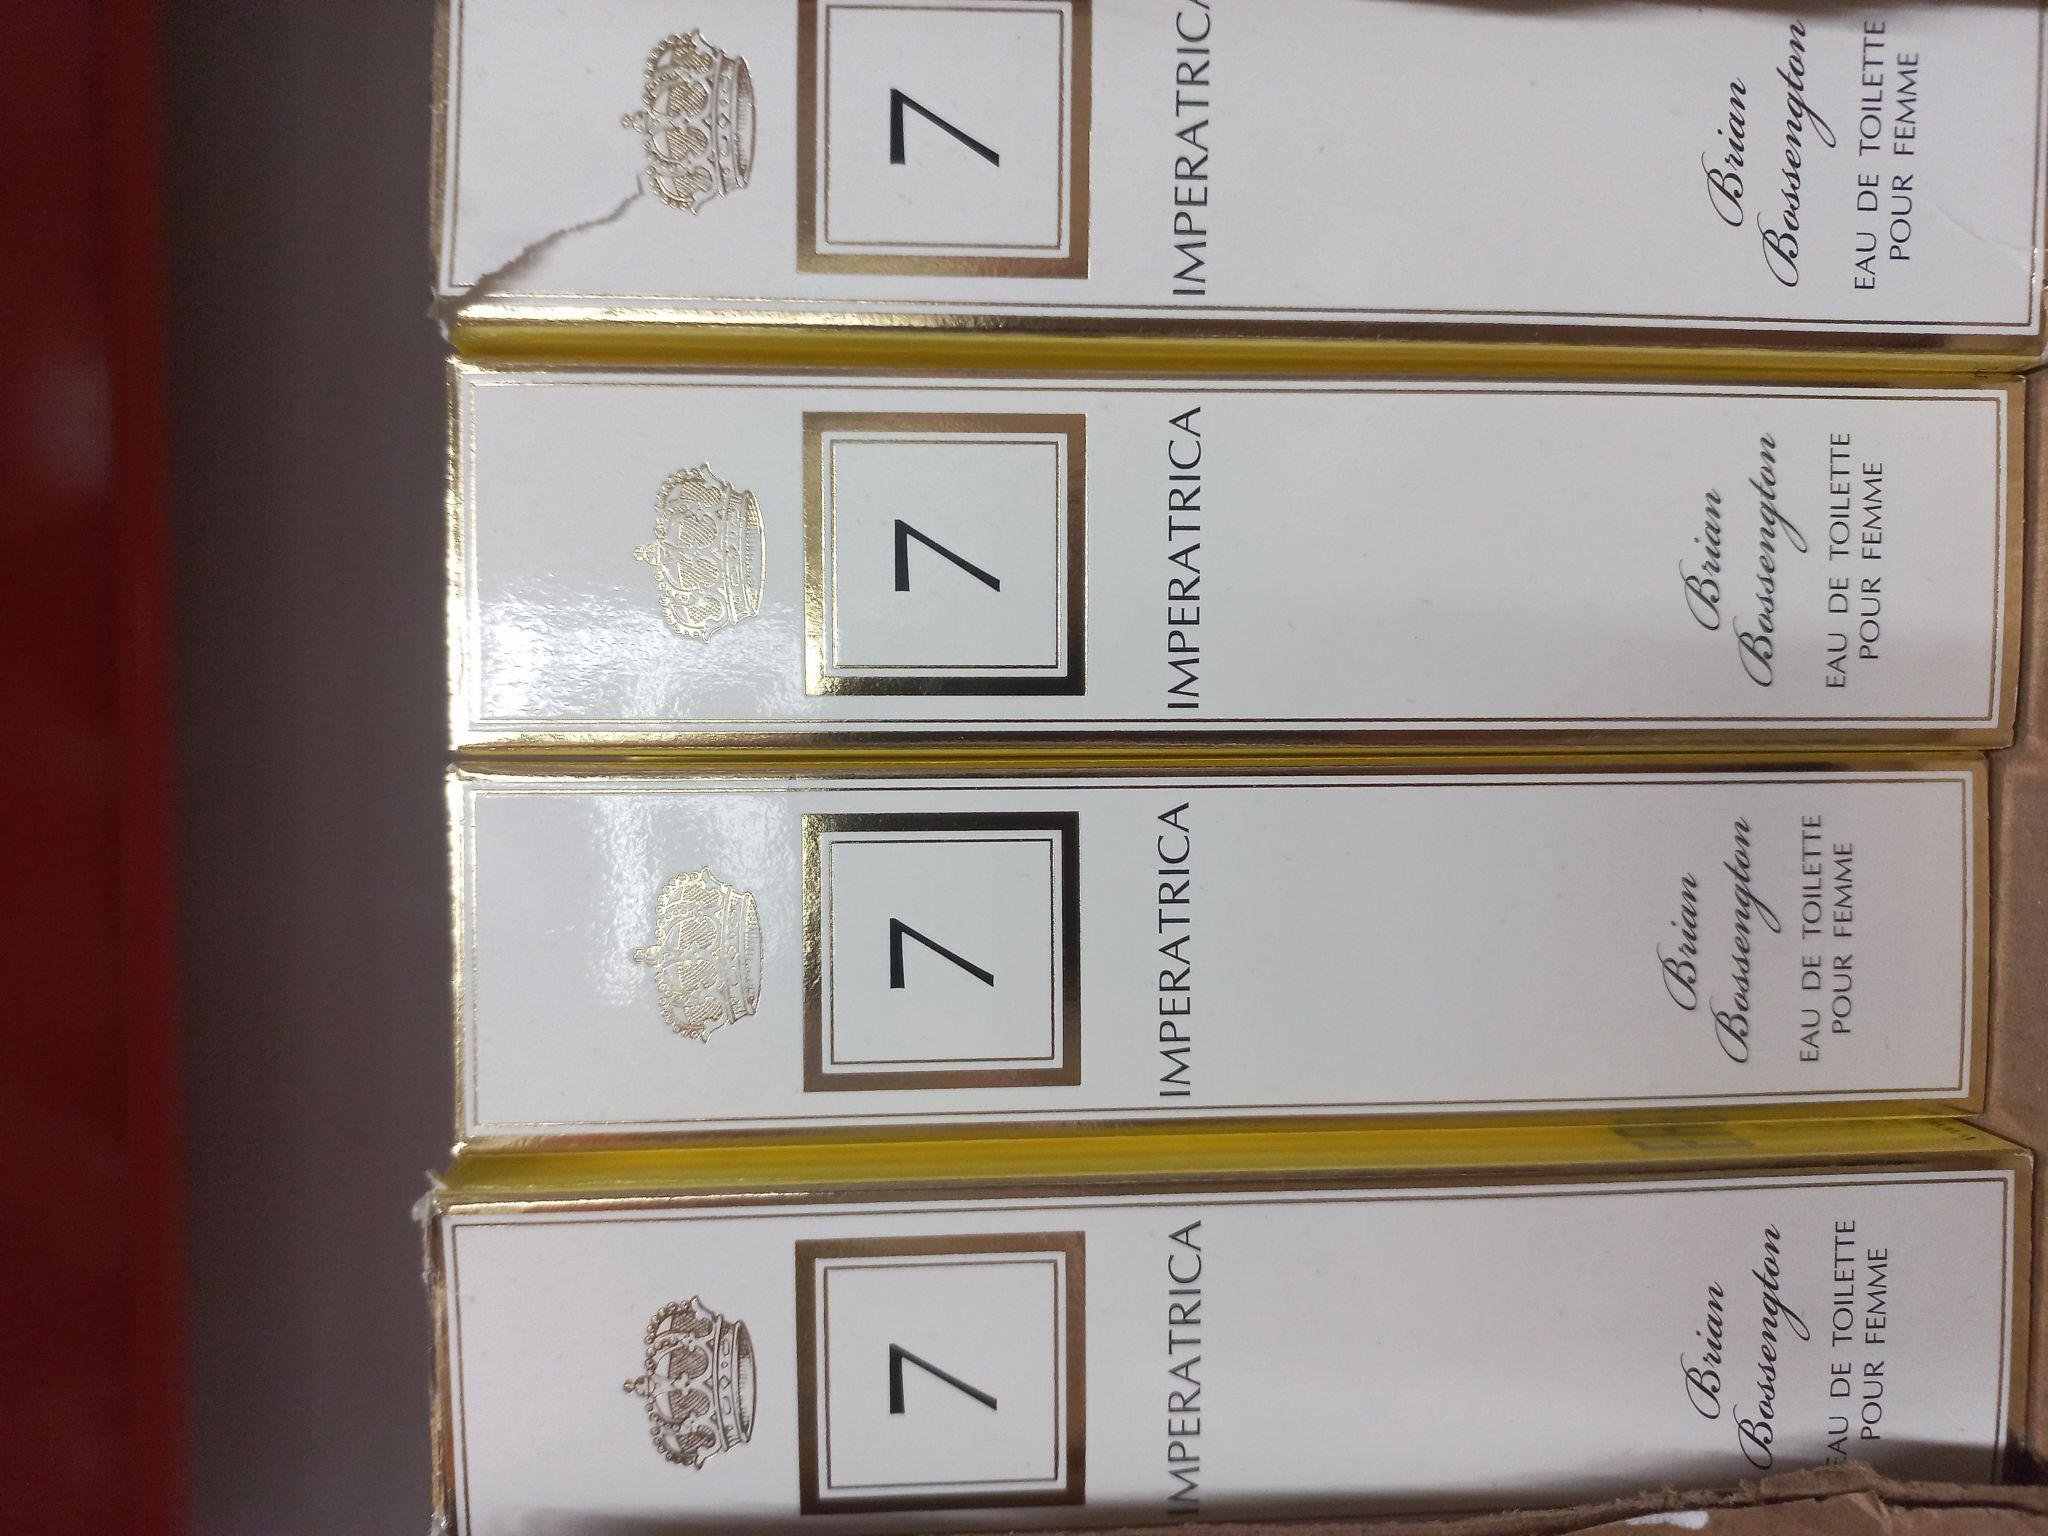 7
IMPERATRICA
Brian
Bossengton
EAU DE TOILETTE
POUR FEMME
7
IMPERATRICA
Brian
Bossengton
EAU DE TOILETTE
POUR FEMME
7
IMPERATRICA
Brian
Bossengton
EAU DE TOILETTE
POUR FEMME
7
IMPERATRICA
Brian
Bossengton
EAU DE TOILETTE
POUR FEMME